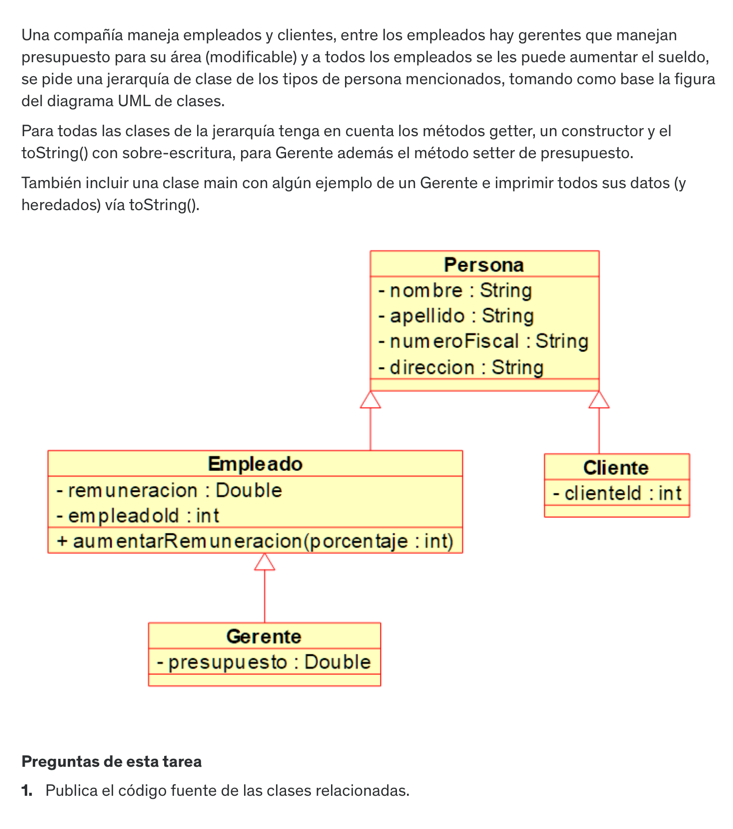 Una compañía maneja empleados y clientes, entre los empleados hay gerentes que manejan
presupuesto para su área (modificable) y a todos los empleados se les puede aumentar el sueldo,
se pide una jerarquía de clase de los tipos de persona mencionados, tomando como base la figura
del diagrama UML de clases.
Para todas las clases de la jerarquía tenga en cuenta los métodos getter, un constructor y el
toString() con sobre-escritura, para Gerente además el método setter de presupuesto.
También incluir una clase main con algún ejemplo de un Gerente e imprimir todos sus datos (y
heredados) vía toString().
Persona
- nombre : String
- apellido : String
- numeroFiscal : String
- direccion : String
Empleado
- remuneracion : Double
- empleadoId : int
+ aumentarRemuneracion(porcentaje : int)
Cliente
- clienteId : int
Gerente
- presupuesto : Double
Preguntas de esta tarea
1. Publica el código fuente de las clases relacionadas.